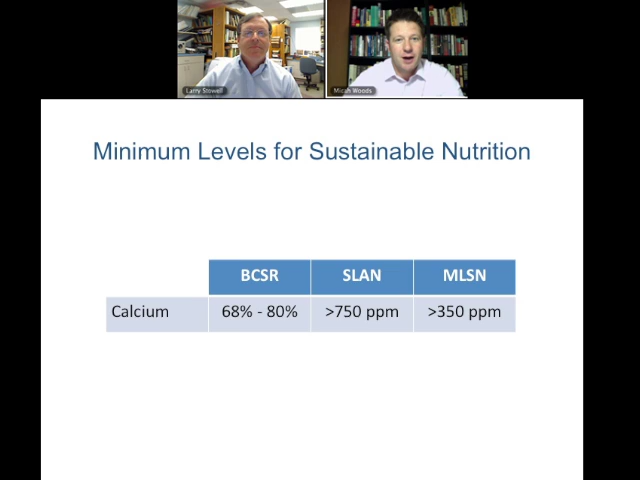 Larry Stowell
Micah Woods
Minimum Levels for Sustainable Nutrition
BCSR SLAN MLSN
Calcium 68% - 80% >750 ppm >350 ppm